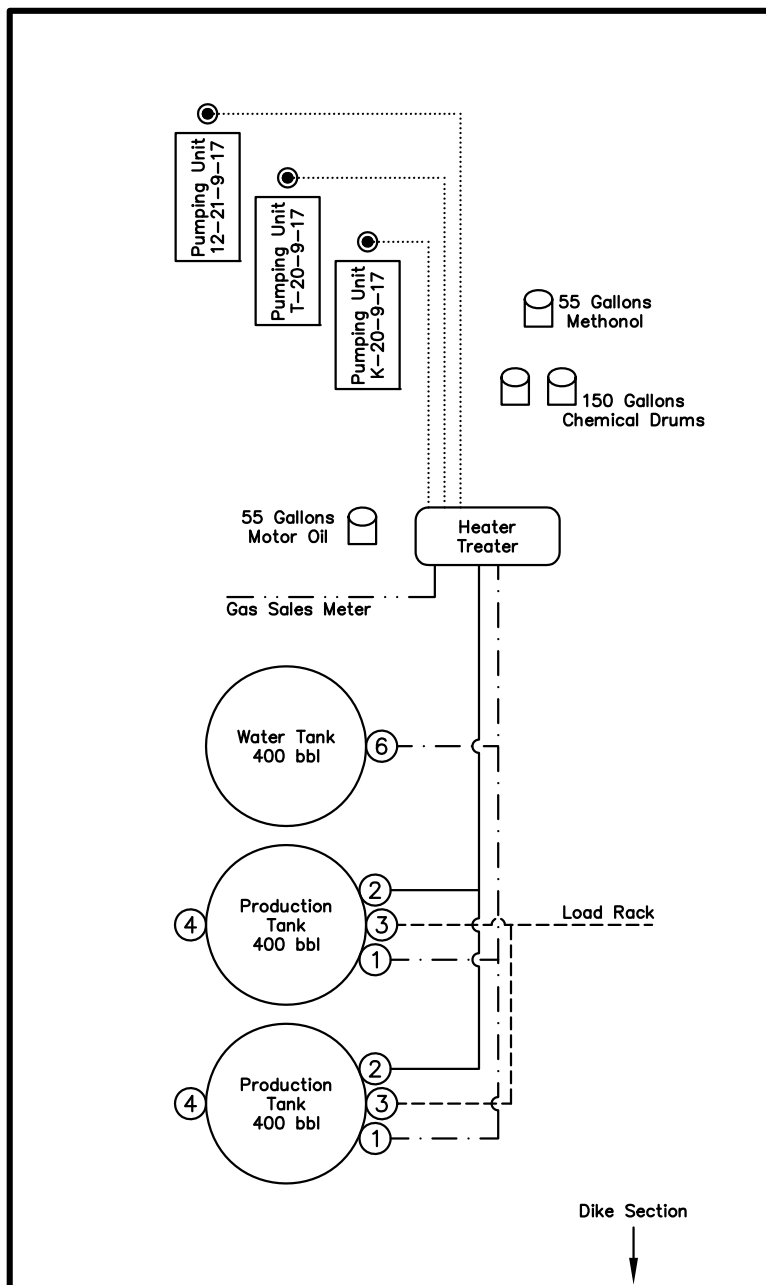 Pumping Unit
12-21-9-17
Pumping Unit
T-20-9-17
Pumping Unit
K-20-9-17
55 Gallons
Methonol
150 Gallons
Chemical Drums
55 Gallons
Motor Oil
Heater
Treater
Gas Sales Meter
Water Tank
400 bbl
6
Production
Tank
400 bbl
4
2
3
1
Load Rack
Production
Tank
400 bbl
4
2
3
1
Dike Section